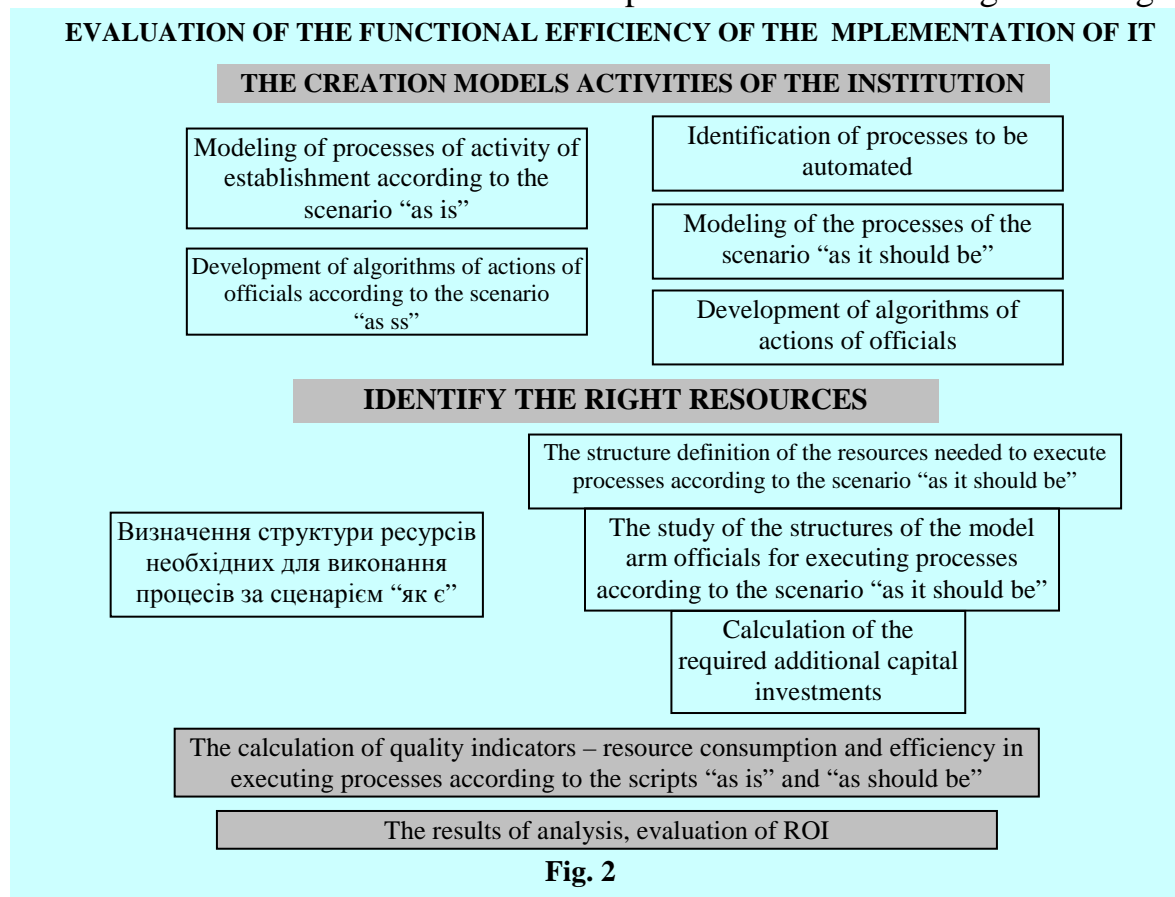 EVALUATION OF THE FUNCTIONAL EFFICIENCY OF THE MPLEMENTATION OF IT
THE CREATION MODELS ACTIVITIES OF THE INSTITUTION
Modeling of processes of activity of
establishment according to the
scenario “as is”
Development of algorithms of actions of
officials according to the scenario
“as ss”
Identification of processes to be
automated
Modeling of the processes of the
scenario “as it should be”
Development of algorithms of
actions of officials
IDENTIFY THE RIGHT RESOURCES
Визначення структури ресурсів
необхідних для виконання
процесів за сценарієм “як є”
The structure definition of the resources needed to execute
processes according to the scenario “as it should be”
The study of the structures of the model
arm officials for executing processes
according to the scenario “as it should be”
Calculation of the
required additional capital
investments
The calculation of quality indicators – resource consumption and efficiency in
executing processes according to the scripts “as is” and “as should be”
The results of analysis, evaluation of ROI
Fig. 2